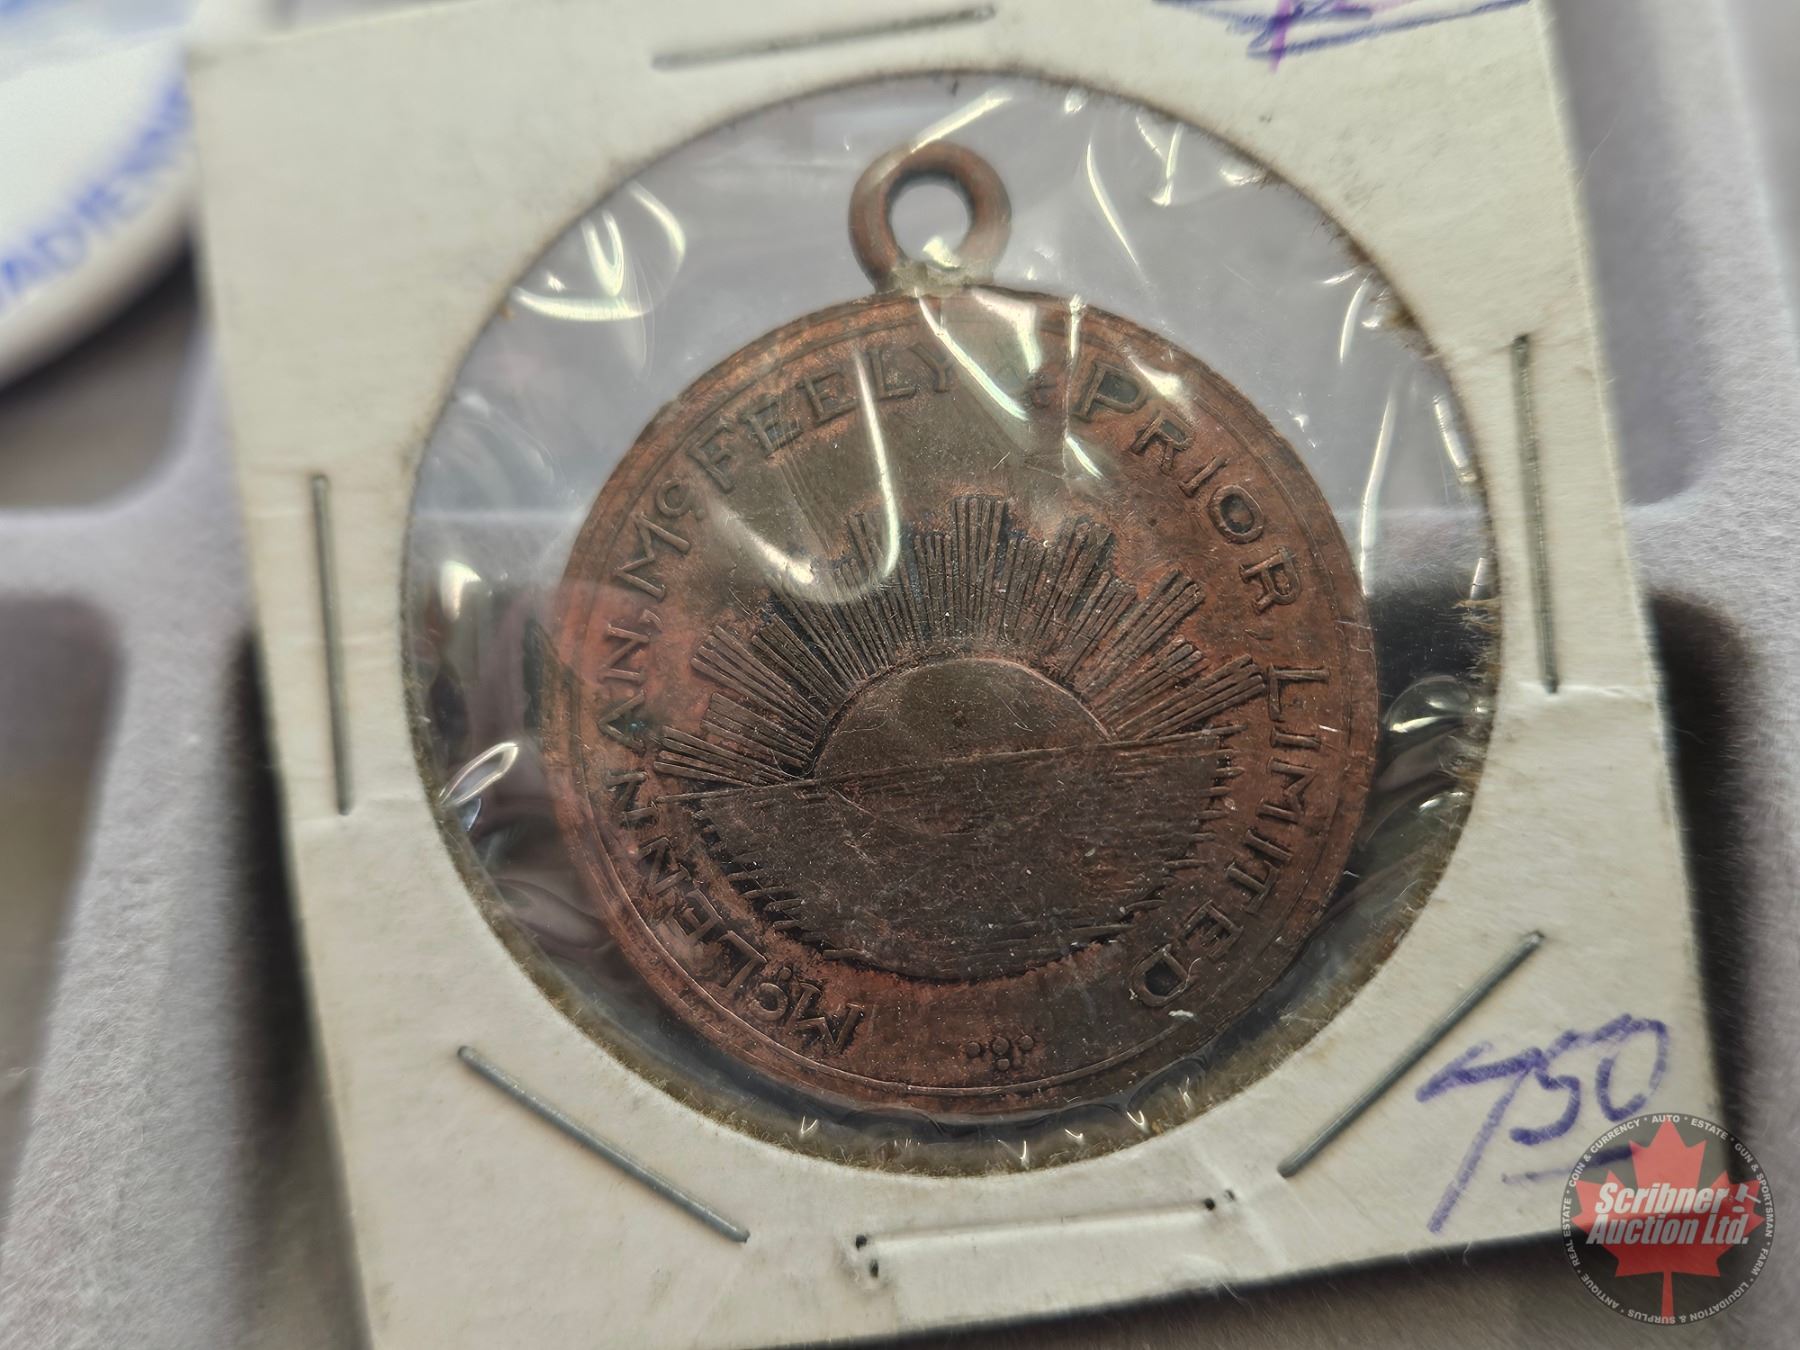 McLENNAN, McFEELY & PRIOR, LIMITED
750
Scribner
Auction Ltd.
AUTO • ESTATE • GUN & SPORTSMAN • FARM • LIQUIDATION & SURPLUS • ANTIQUE • REAL ESTATE • COIN & CURRENCY